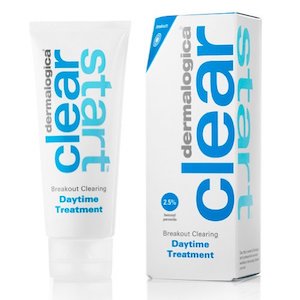 dermalogica
clear
start
Breakout Clearing
Daytime
Treatment
dermalogica
clear
start
2.5%
benzoyl
peroxide
Breakout Clearing
Daytime
Treatment